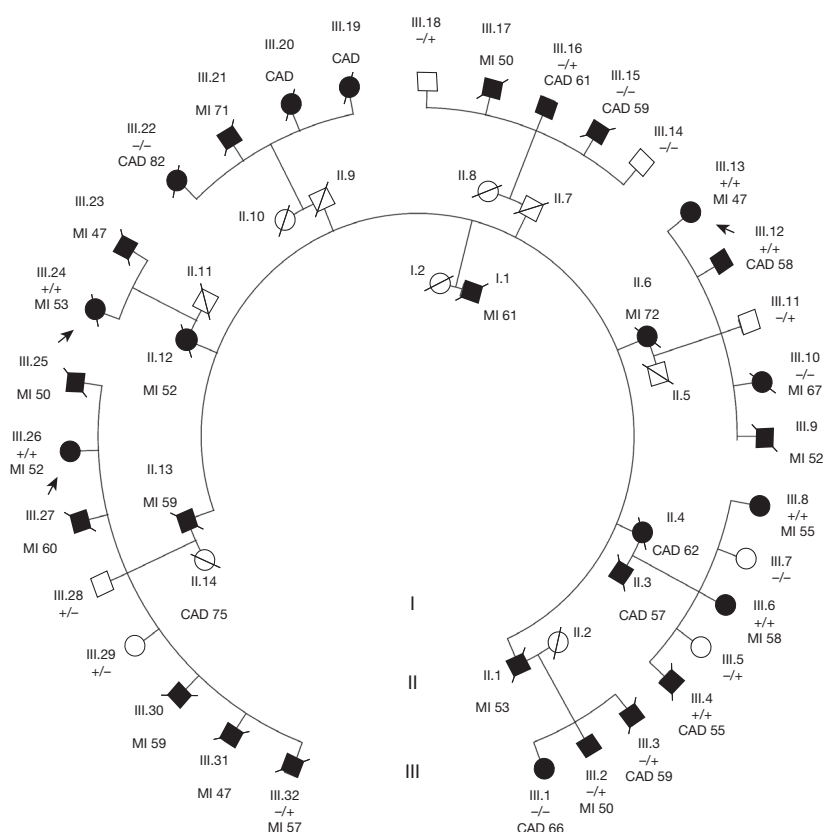 III.18
–/+
III.17
MI 50
III.16
–/+
CAD 61
III.15
–/–
CAD 59
III.14
–/–
III.19
CAD
III.20
CAD
III.21
MI 71
III.22
–/–
CAD 82
II.9
II.10
II.8
II.7
III.13
+/+
MI 47
III.12
+/+
CAD 58
III.11
–/+
III.10
–/–
MI 67
III.9
MI 52
II.6
MI 72
II.5
I.2
I.1
MI 61
III.23
MI 47
III.24
+/+
MI 53
II.11
II.12
MI 52
III.25
MI 50
III.26
+/+
MI 52
III.27
MI 60
II.13
MI 59
II.14
CAD 75
III.28
+/–
III.29
+/–
III.30
MI 59
III.31
MI 47
III.32
–/+
MI 57
II.4
CAD 62
II.3
CAD 57
III.8
+/+
MI 55
III.7
–/–
III.6
+/+
MI 58
III.5
–/+
III.4
+/+
CAD 55
II.2
II.1
MI 53
III.3
–/+
CAD 59
III.2
–/+
MI 50
III.1
–/–
CAD 66
I
II
III